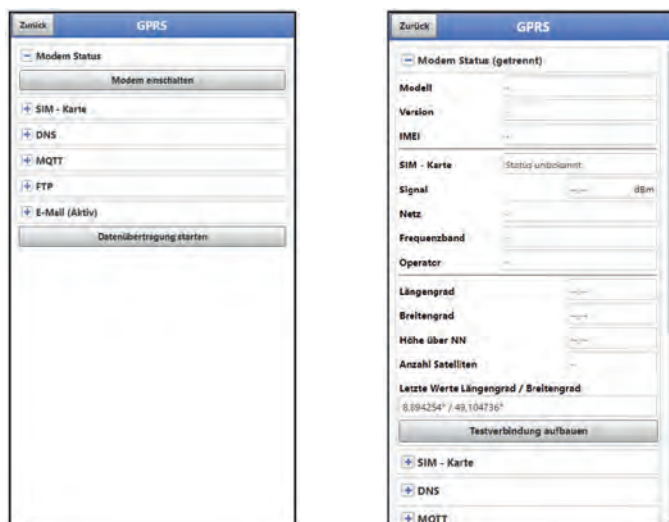 Zurück GPRS
Modem Status
Modem einschalten
SIM - Karte
DNS
MQTT
FTP
E-Mail (Aktiv)
Datenübertragung starten
Zurück GPRS
Modem Status (getrennt)
Modell --
Version --
IMEI --
SIM - Karte Status unbekannt
Signal --,-- dBm
Netz --
Frequenzband --
Operator --
Längengrad --,--
Breitengrad --,--
Höhe über NN --,--
Anzahl Satelliten --
Letzte Werte Längengrad / Breitengrad
8,894254° / 49,104736°
Testverbindung aufbauen
SIM - Karte
DNS
MQTT